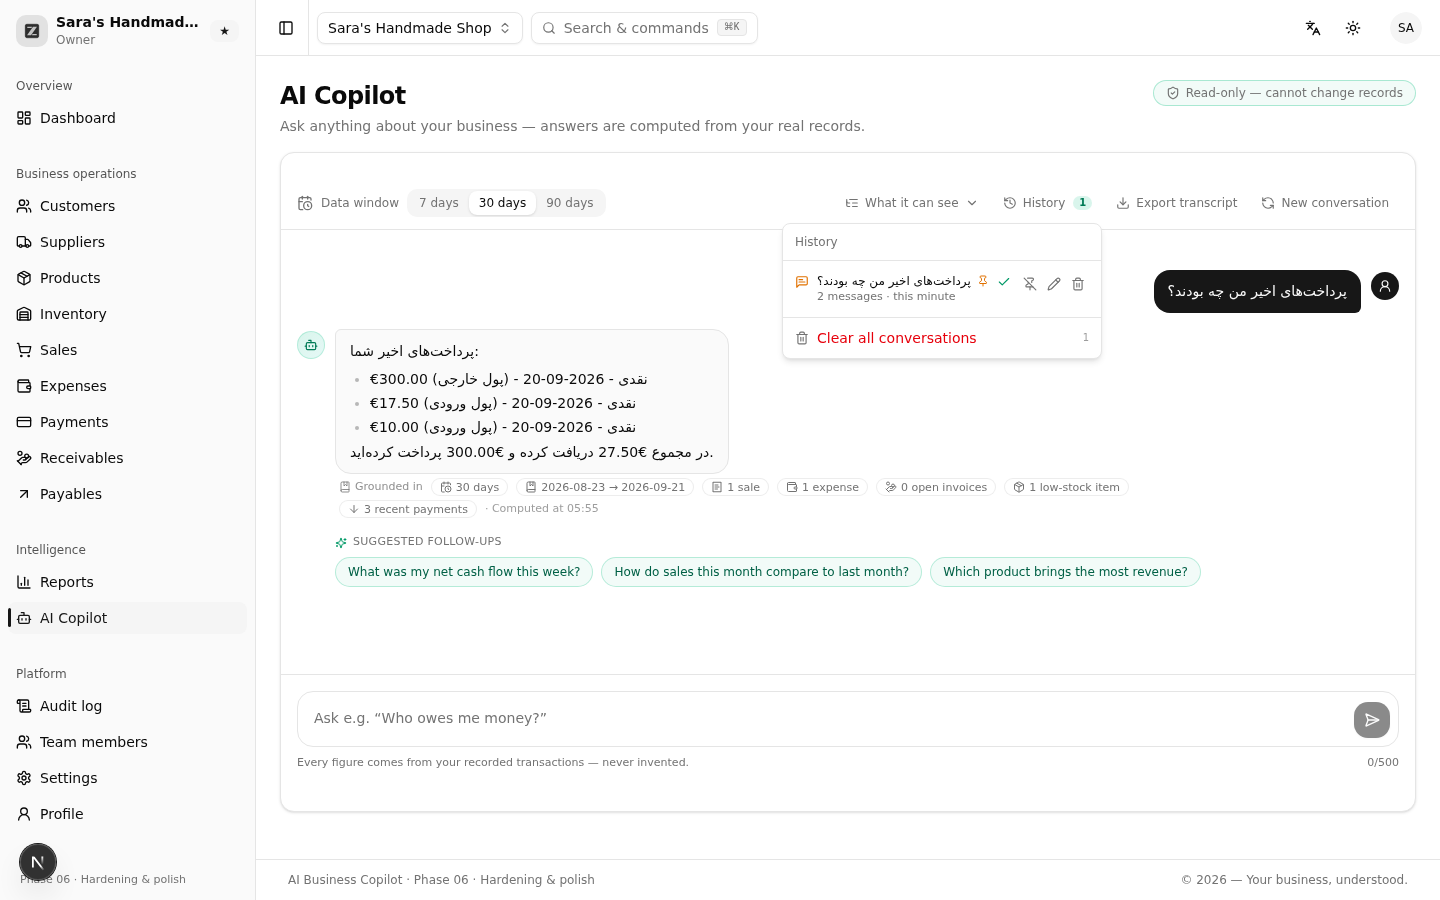 Sara's Handmad...
Owner
★
Overview
Dashboard
Business operations
Customers
Suppliers
Products
Inventory
Sales
Expenses
Payments
Receivables
Payables
Intelligence
Reports
AI Copilot
Platform
Audit log
Team members
Settings
Profile
N
Phase 06 · Hardening & polish
Sara's Handmade Shop
Search & commands ⌘K
SA
AI Copilot
Read-only — cannot change records
Ask anything about your business — answers are computed from your real records.
Data window 7 days 30 days 90 days
What it can see
History 1
Export transcript
New conversation
History
پرداخت‌های اخیر من چه بودند؟
2 messages · this minute
Clear all conversations 1
پرداخت‌های اخیر من چه بودند؟
پرداخت‌های اخیر شما:
• €300.00 (پول خارجی) - 20-09-2026 - نقدی
• €17.50 (پول ورودی) - 20-09-2026 - نقدی
• €10.00 (پول ورودی) - 20-09-2026 - نقدی
در مجموع €27.50 دریافت کرده و €300.00 پرداخت کرده‌اید.
Grounded in 30 days 2026-08-23 → 2026-09-21 1 sale 1 expense 0 open invoices 1 low-stock item
3 recent payments · Computed at 05:55
SUGGESTED FOLLOW-UPS
What was my net cash flow this week? How do sales this month compare to last month? Which product brings the most revenue?
Ask e.g. “Who owes me money?”
Every figure comes from your recorded transactions — never invented. 0/500
AI Business Copilot · Phase 06 · Hardening & polish
© 2026 — Your business, understood.